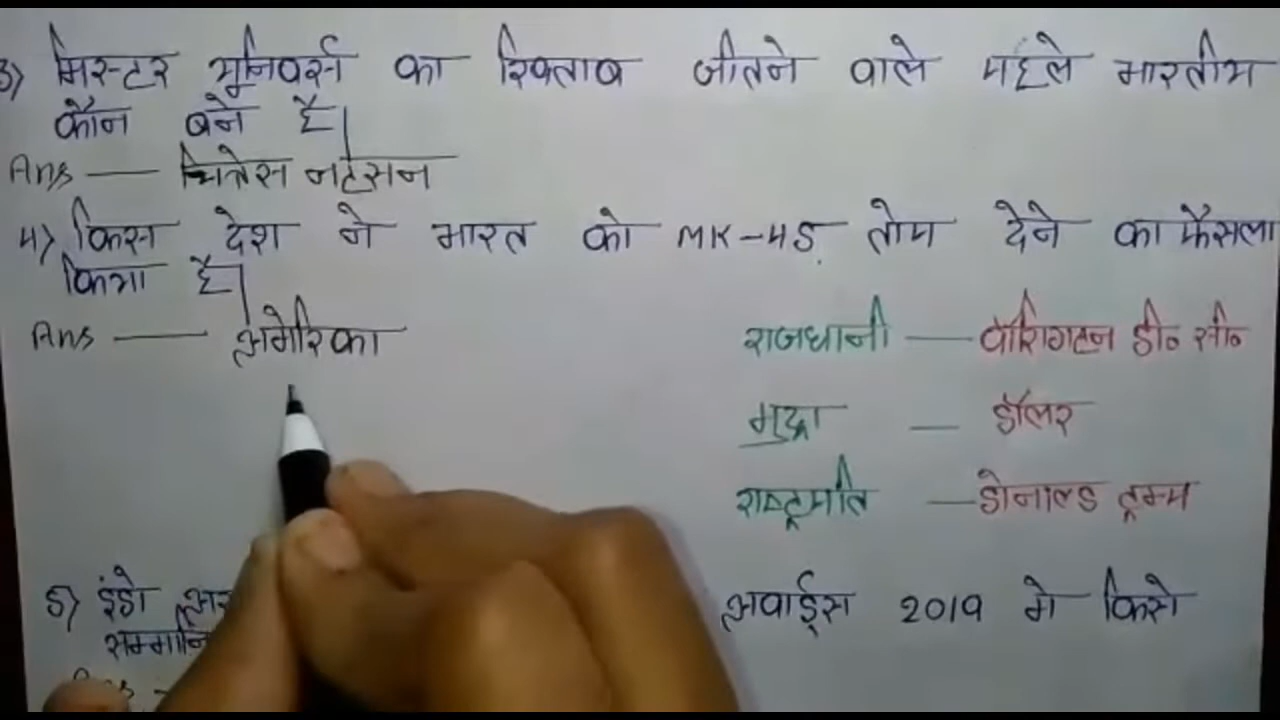 3) मिस्टर युनिवर्स का खिताब जीतने वाले पहले भारतीय
कौन बने है।
Ans — चितेस नटेसन
4) किस देश ने भारत को MK-45 तोप देने का फैसला
किया है।
Ans — अमेरिका
राजधानी — वॅाशिगटन डी० सी०
मुद्रा — डॅालर
राष्ट्रपति — डोनाल्ड ट्रम्प
5) इंडो अवार्ड्स 2019 मे किसे
Ans -